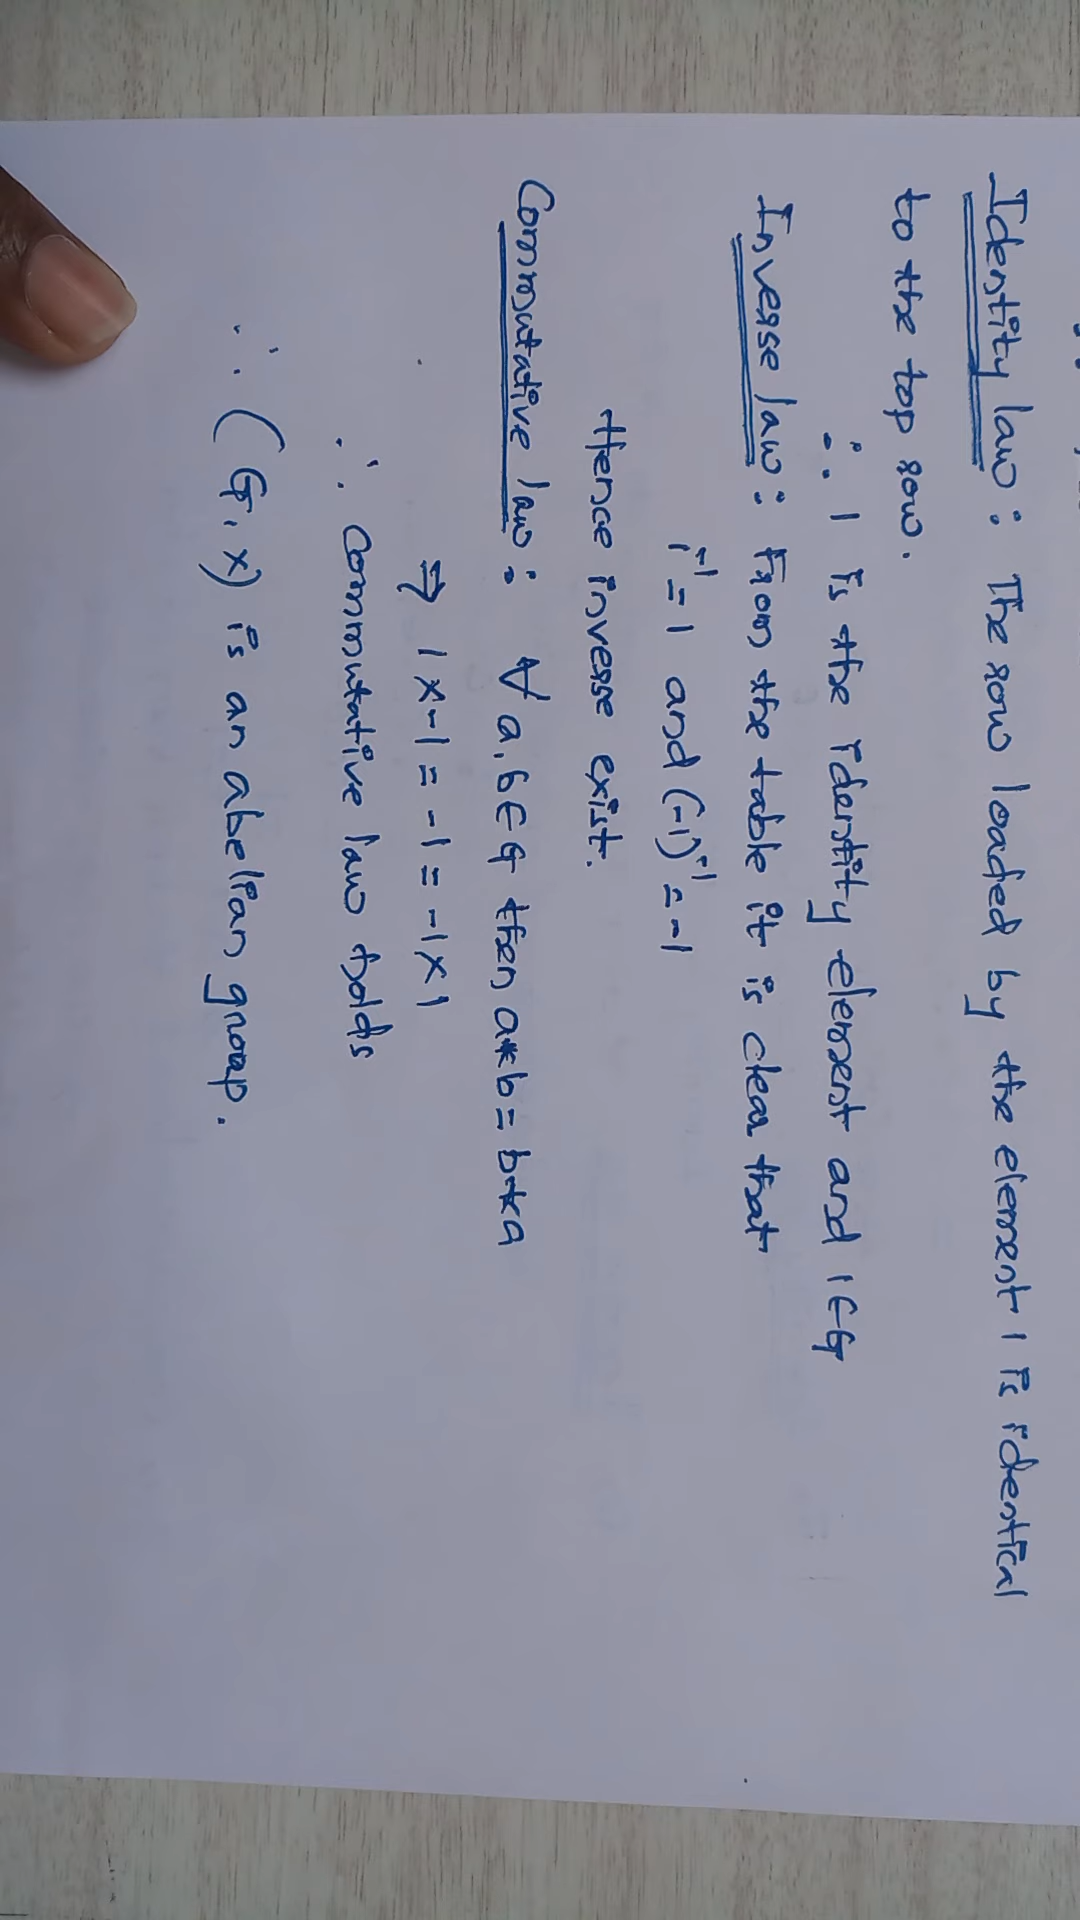 Identity law : The row loaded by the element 1 is identical
to the top row.
∴ 1 is the identity element and 1∈G
Inverse law : From the table it is clear that
1⁻¹ = 1 and (-1)⁻¹ = -1
Hence inverse exist.
Commutative law : ∀ a, b ∈ G then a*b = b*a
⇒ 1 × -1 = -1 = -1 × 1
∴ Commutative law holds
∴ (G, ×) is an abelian group.